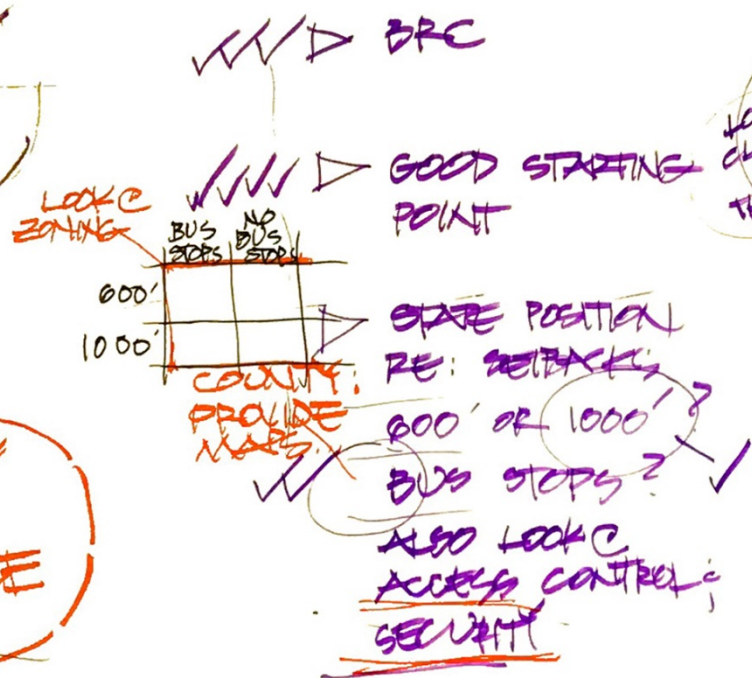 BRC
GOOD STARTING
POINT
LOOK @
ZONING
BUS
STOPS
NO
BUS
STOPS
600'
1000'
STATE POSITION
RE: SETBACKS;
600' OR 1000'?
BUS STOPS?
ALSO LOOK @
ACCESS CONTROL &
SECURITY
COUNTY:
PROVIDE
MAPS.